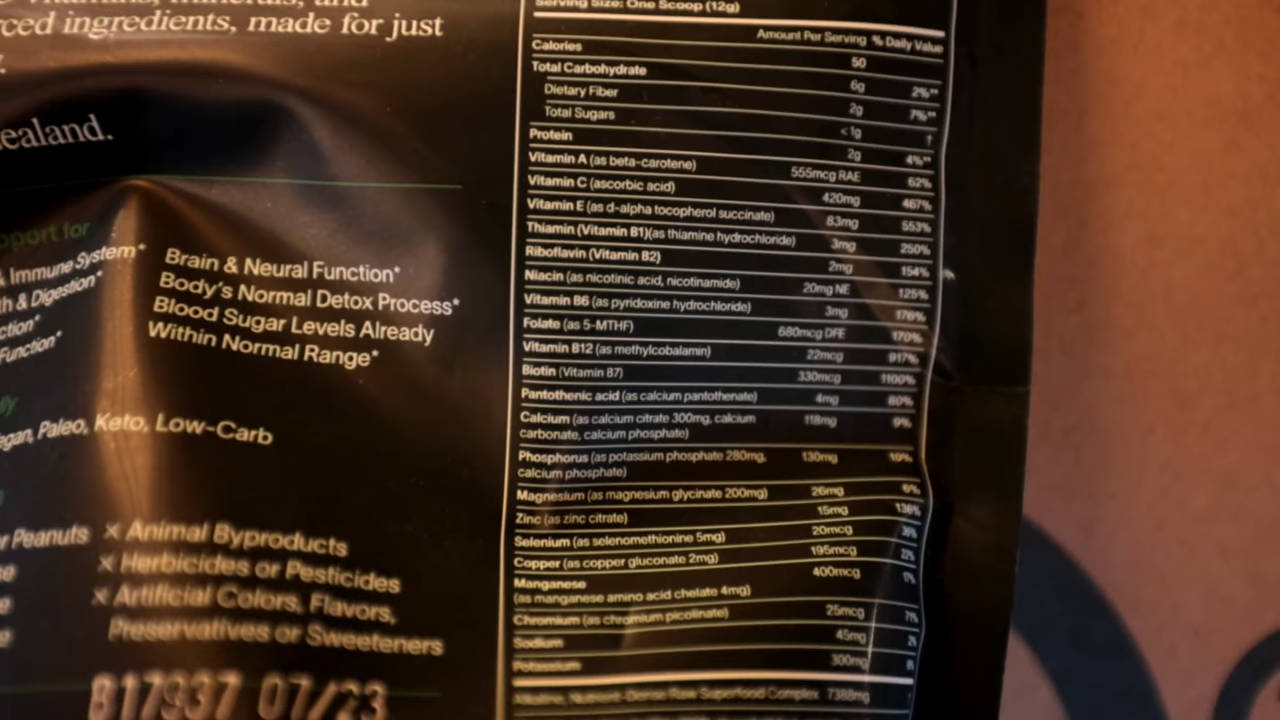 ingredients, made for just
ealand.
pport for
& Immune System*
th & Digestion*
ction*
Function*
Brain & Neural Function*
Body's Normal Detox Process*
Blood Sugar Levels Already
Within Normal Range*
egan, Paleo, Keto, Low-Carb
r Peanuts × Animal Byproducts
× Herbicides or Pesticides
× Artificial Colors, Flavors,
Preservatives or Sweeteners
B17937 07/23
Serving Size: One Scoop (12g)
Amount Per Serving % Daily Value
Calories 50
Total Carbohydrate 6g 2%**
Dietary Fiber 2g 7%**
Total Sugars <1g †
Protein 2g 4%**
Vitamin A (as beta-carotene) 555mcg RAE 62%
Vitamin C (ascorbic acid) 420mg 467%
Vitamin E (as d-alpha tocopherol succinate) 83mg 553%
Thiamin (Vitamin B1)(as thiamine hydrochloride) 3mg 250%
Riboflavin (Vitamin B2) 2mg 154%
Niacin (as nicotinic acid, nicotinamide) 20mg NE 125%
Vitamin B6 (as pyridoxine hydrochloride) 3mg 176%
Folate (as 5-MTHF) 680mcg DFE 170%
Vitamin B12 (as methylcobalamin) 22mcg 917%
Biotin (Vitamin B7) 330mcg 1100%
Pantothenic acid (as calcium pantothenate) 4mg 80%
Calcium (as calcium citrate 300mg, calcium 118mg 9%
carbonate, calcium phosphate)
Phosphorus (as potassium phosphate 280mg, 130mg 10%
calcium phosphate)
Magnesium (as magnesium glycinate 200mg) 26mg 6%
Zinc (as zinc citrate) 15mg 136%
Selenium (as selenomethionine 5mg) 20mcg 36%
Copper (as copper gluconate 2mg) 195mcg 22%
Manganese 400mcg 17%
(as manganese amino acid chelate 4mg)
Chromium (as chromium picolinate) 25mcg 71%
Sodium 45mg 2%
Potassium 300mg
Alkaline, Nutrient-Dense Raw Superfood Complex 7388mg